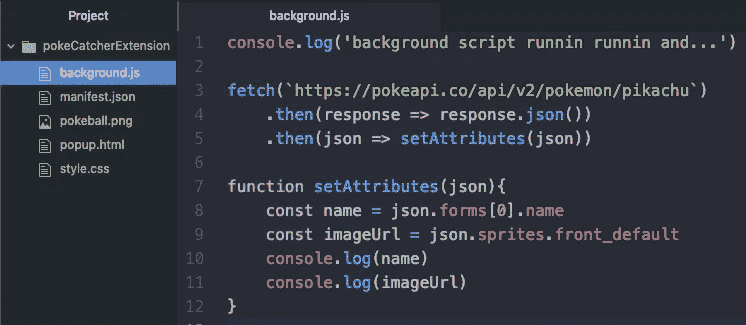 Project
pokeCatcherExtension
background.js
manifest.json
pokeball.png
popup.html
style.css
background.js
1 console.log('background script runnin runnin and...')
2
3 fetch(`https://pokeapi.co/api/v2/pokemon/pikachu`)
4     .then(response => response.json())
5     .then(json => setAttributes(json))
6
7 function setAttributes(json){
8     const name = json.forms[0].name
9     const imageUrl = json.sprites.front_default
10     console.log(name)
11     console.log(imageUrl)
12 }